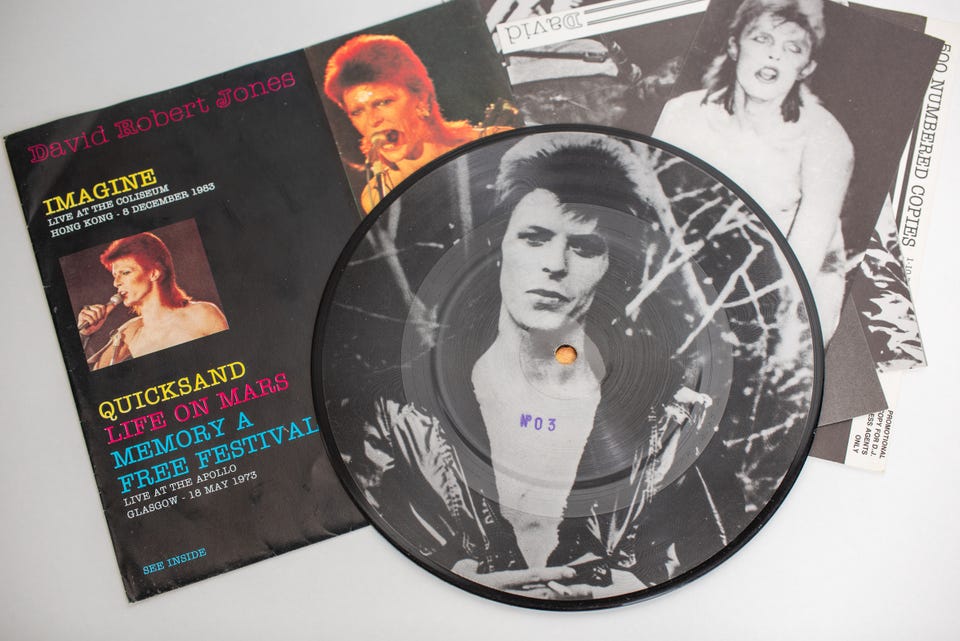 David Robert Jones
IMAGINE
LIVE AT THE COLISEUM
HONG KONG - 8 DECEMBER 1983
QUICKSAND
LIFE ON MARS
MEMORY A
FREE FESTIVAL
LIVE AT THE APOLLO
GLASGOW - 18 MAY 1973
SEE INSIDE
Nº 03
David
500 NUMBERED COPIES
PROMOTIONAL
COPY FOR D.J.
ESS AGENTS
ONLY